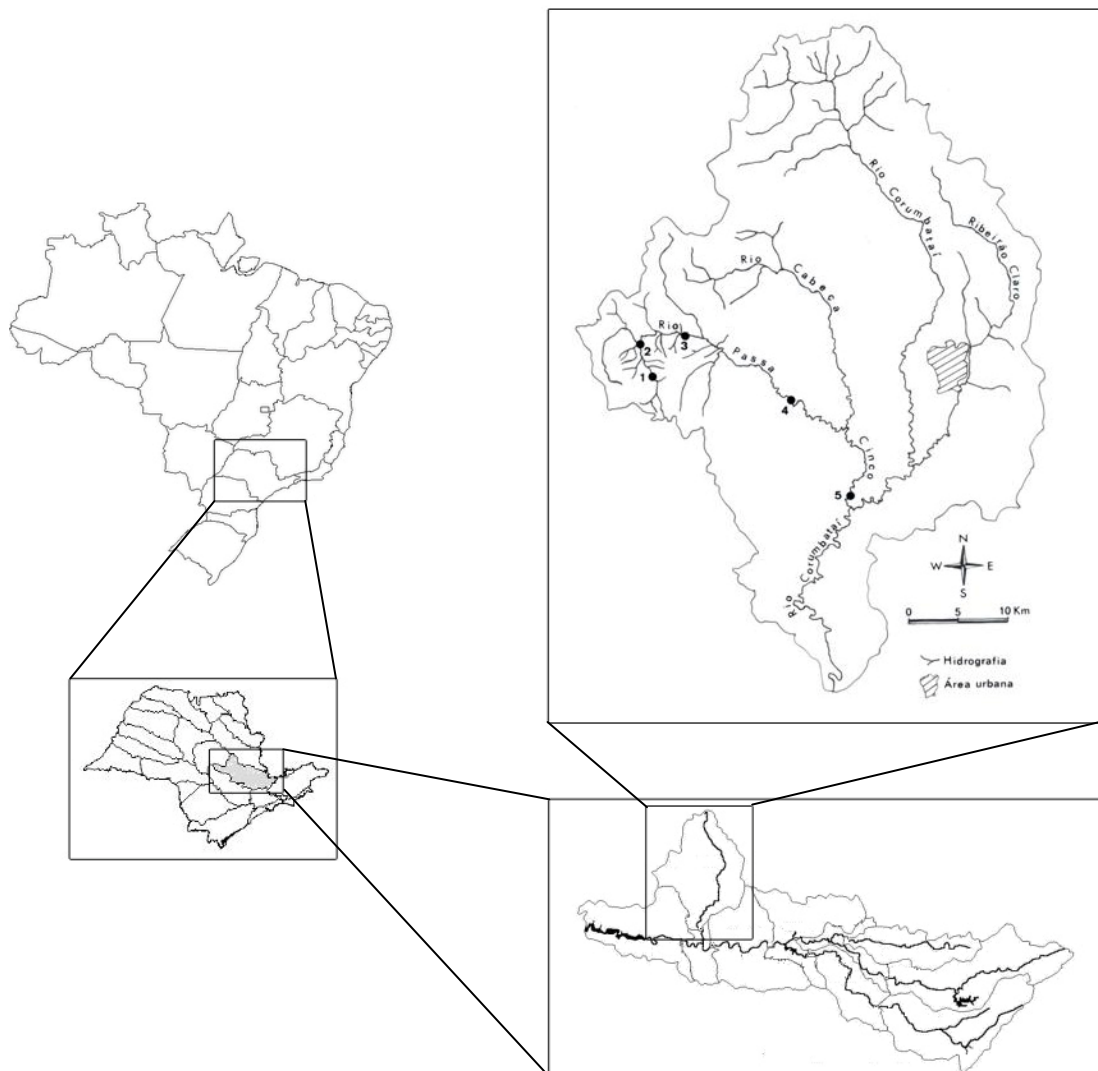 Rio Corumbataí
Ribeirão Claro
Rio Cabeça
Rio Passa Cinco
2
3
1
4
5
Rio Corumbataí
N
W E
S
0 5 10 Km
Hidrografia
Área urbana